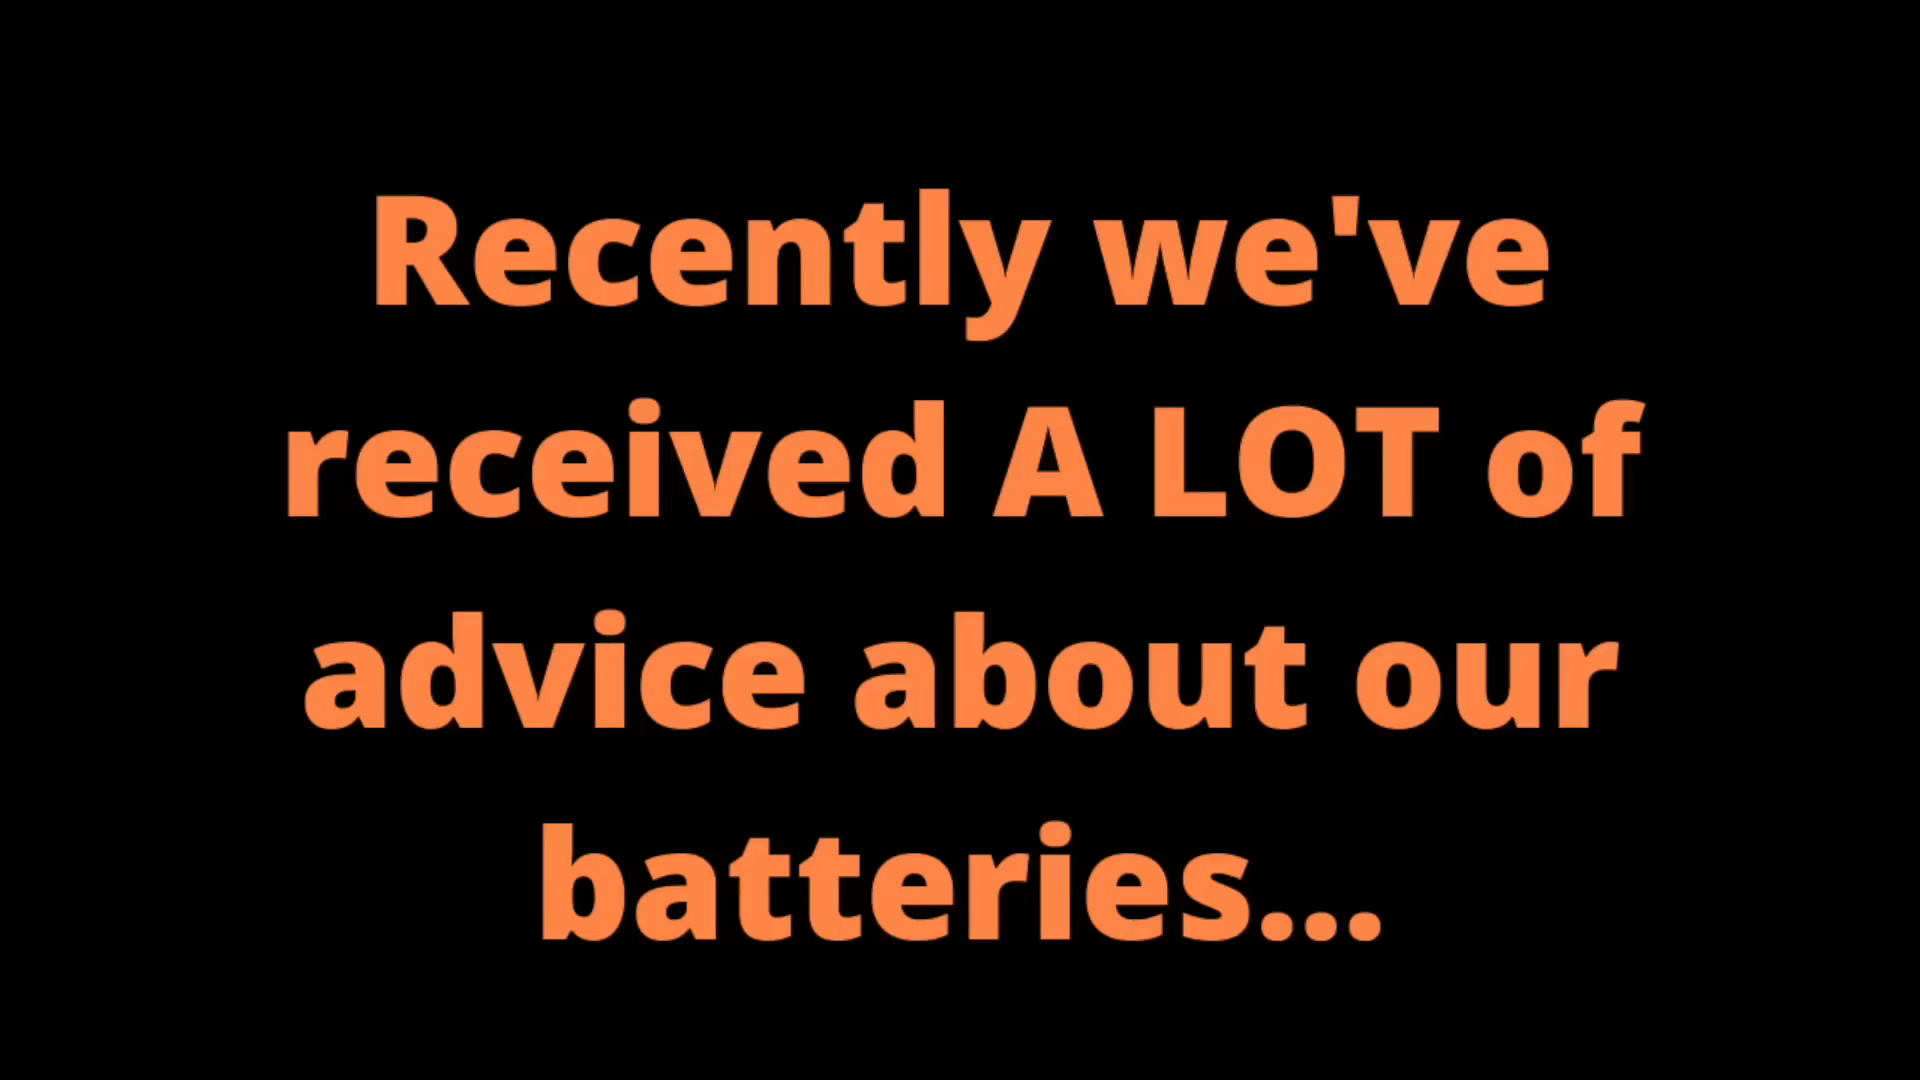 Recently we've
received A LOT of
advice about our
batteries...